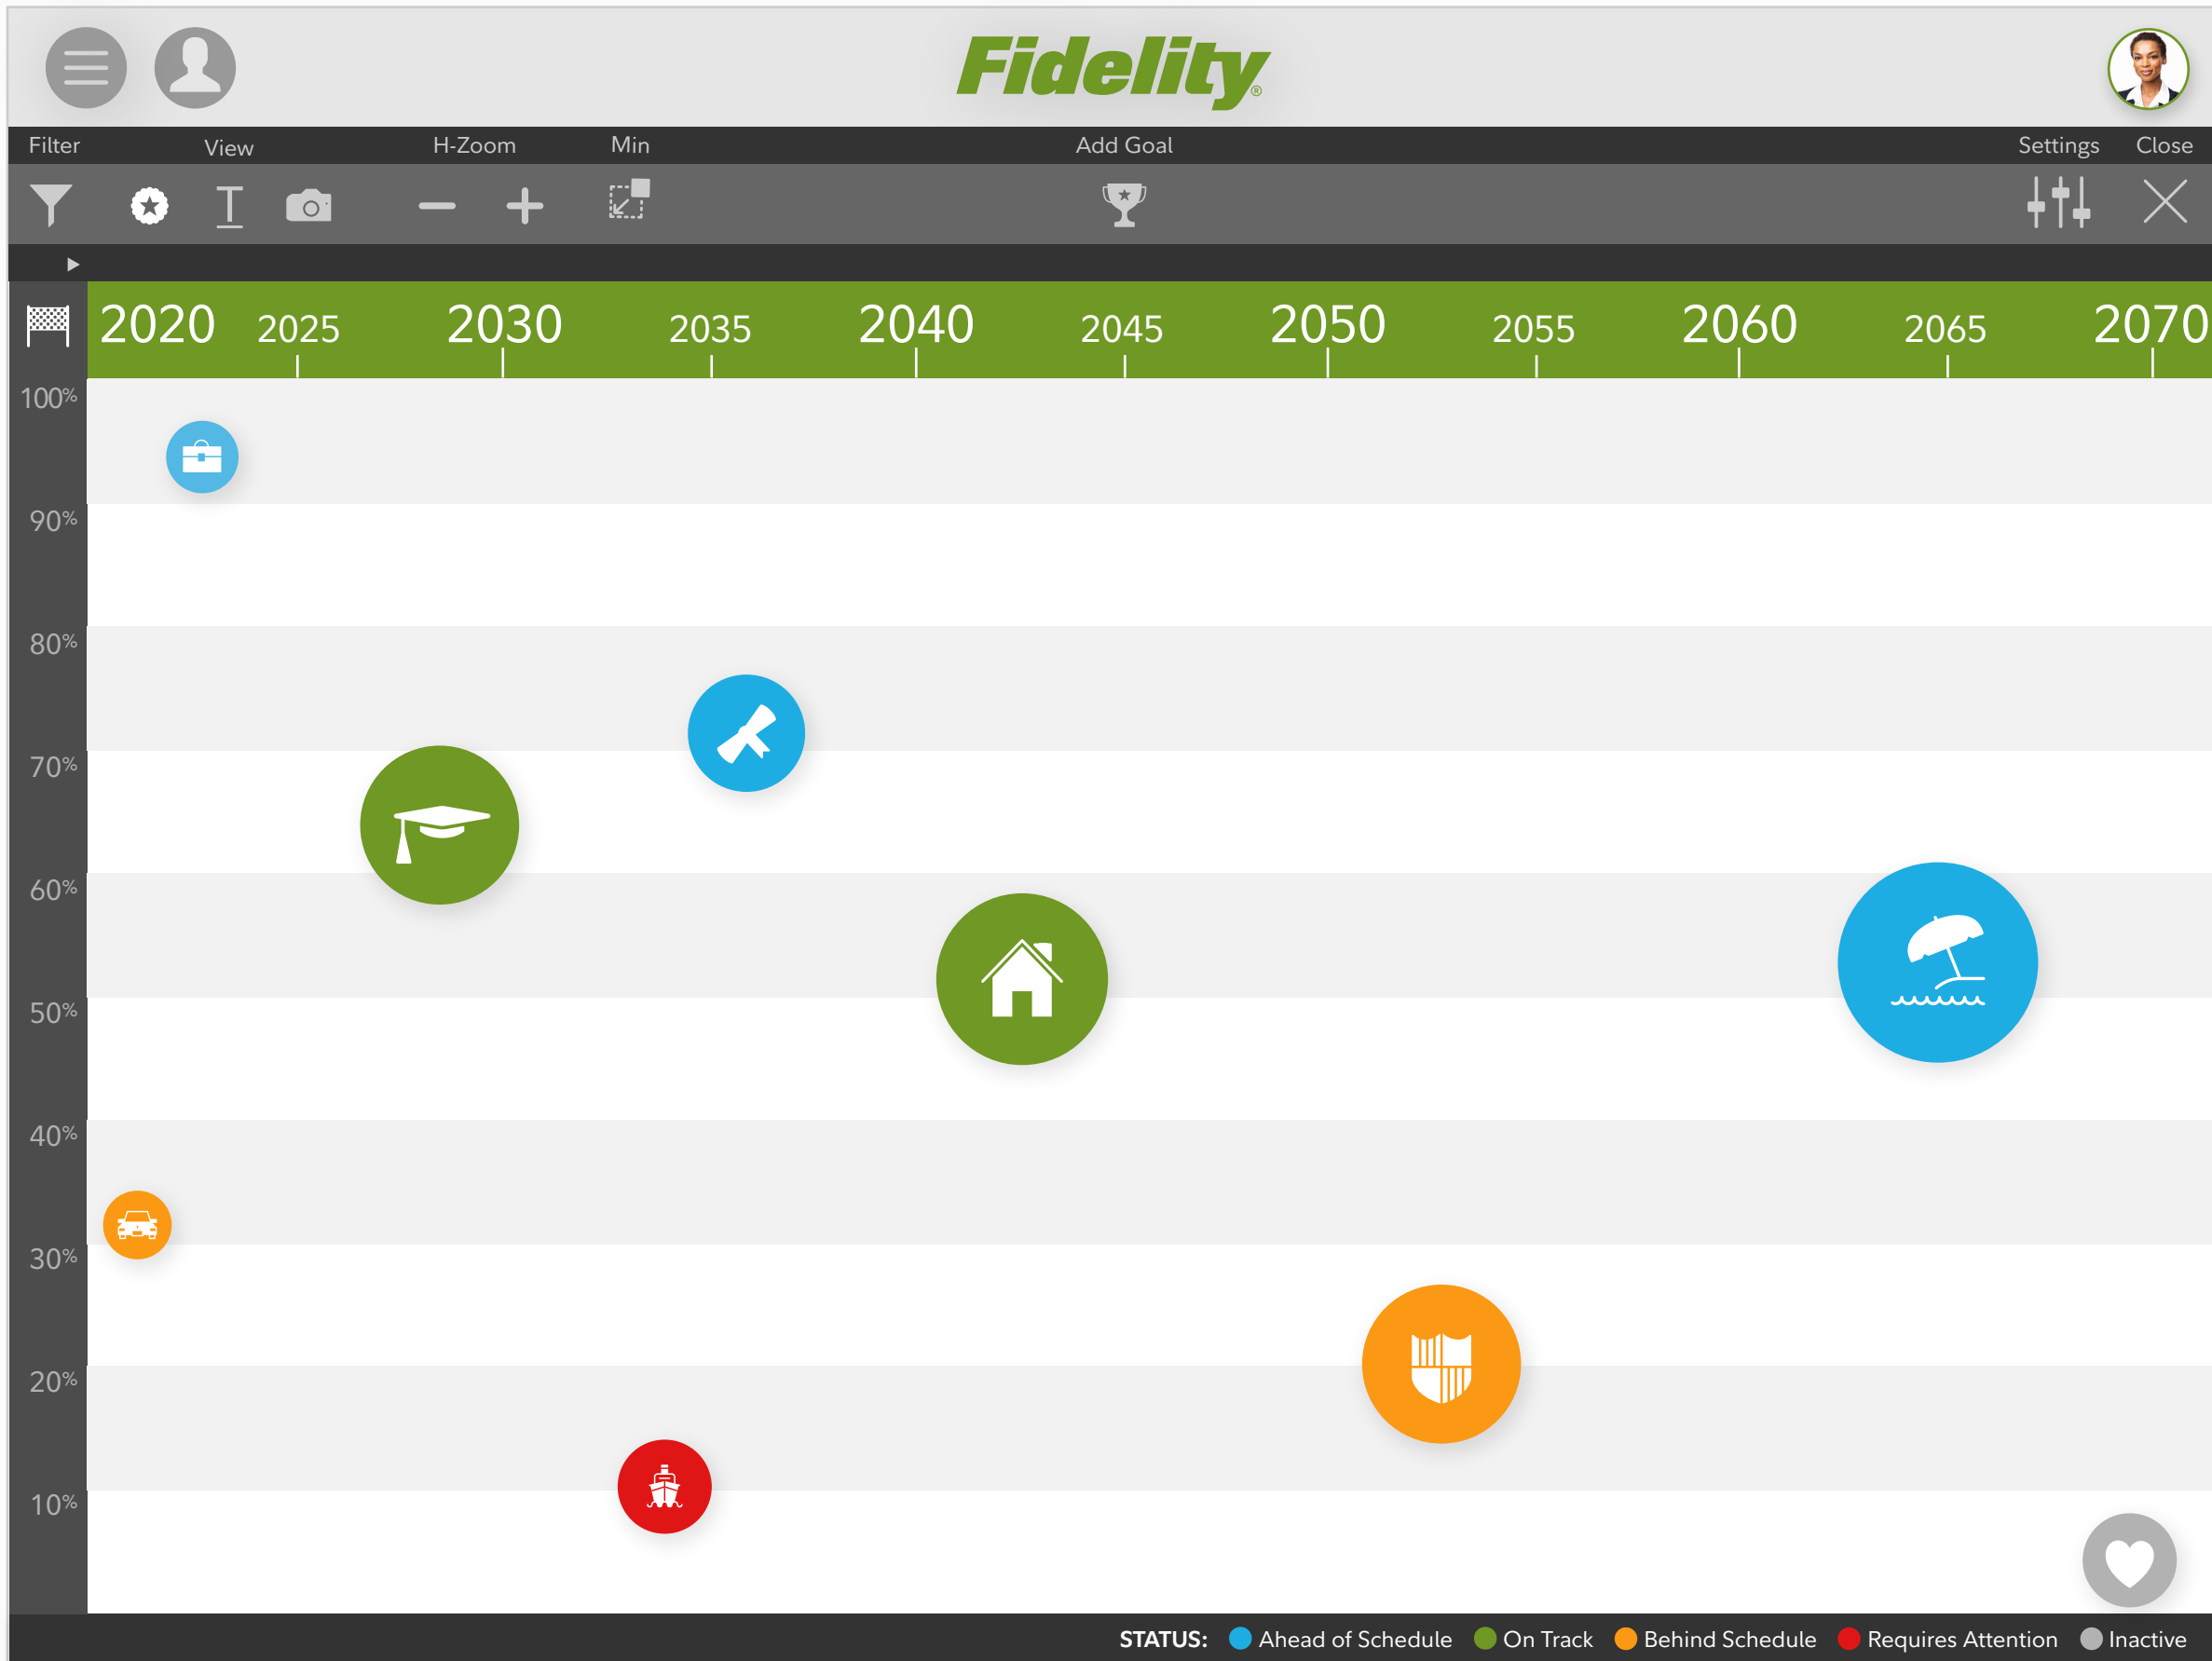 Fidelity®
Filter View H-Zoom Min Add Goal Settings Close
2020 2025 2030 2035 2040 2045 2050 2055 2060 2065 2070
100%
90%
80%
70%
60%
50%
40%
30%
20%
10%
STATUS: Ahead of Schedule On Track Behind Schedule Requires Attention Inactive